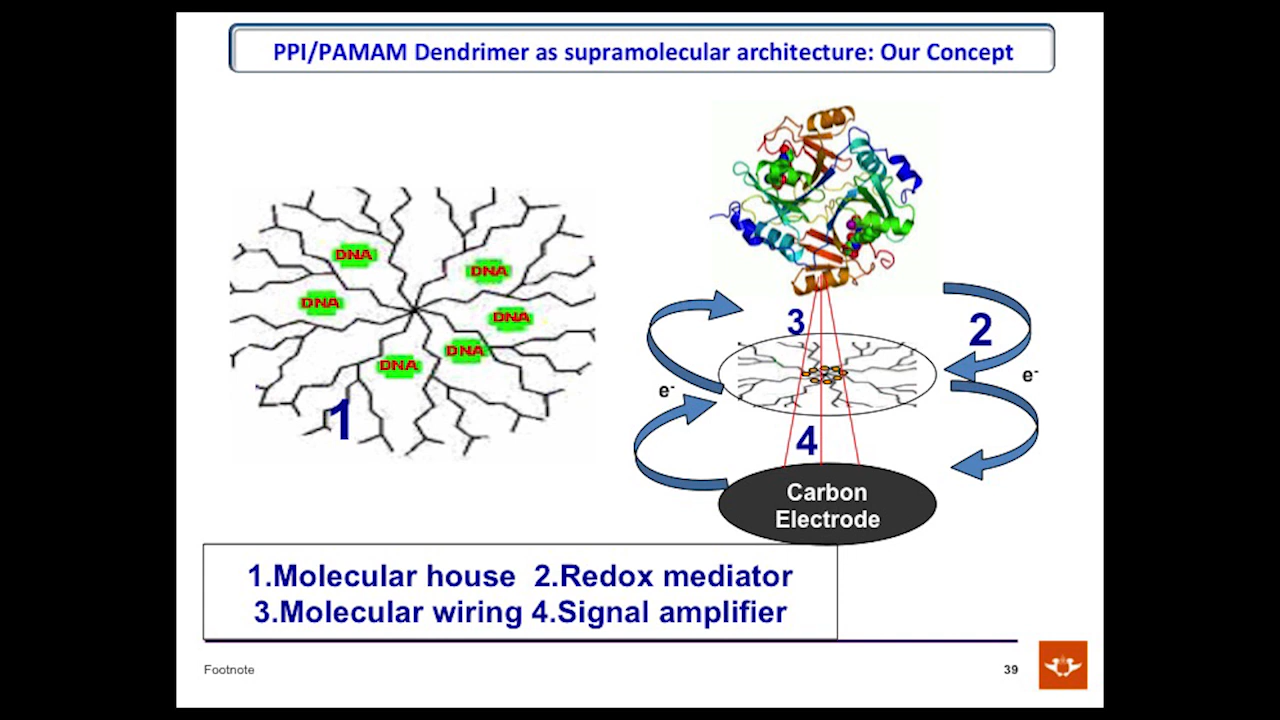 PPI/PAMAM Dendrimer as supramolecular architecture: Our Concept
DNA
DNA
DNA
DNA
DNA
DNA
1
3
2
e-
e-
4
Carbon
Electrode
1.Molecular house 2.Redox mediator
3.Molecular wiring 4.Signal amplifier
Footnote
39